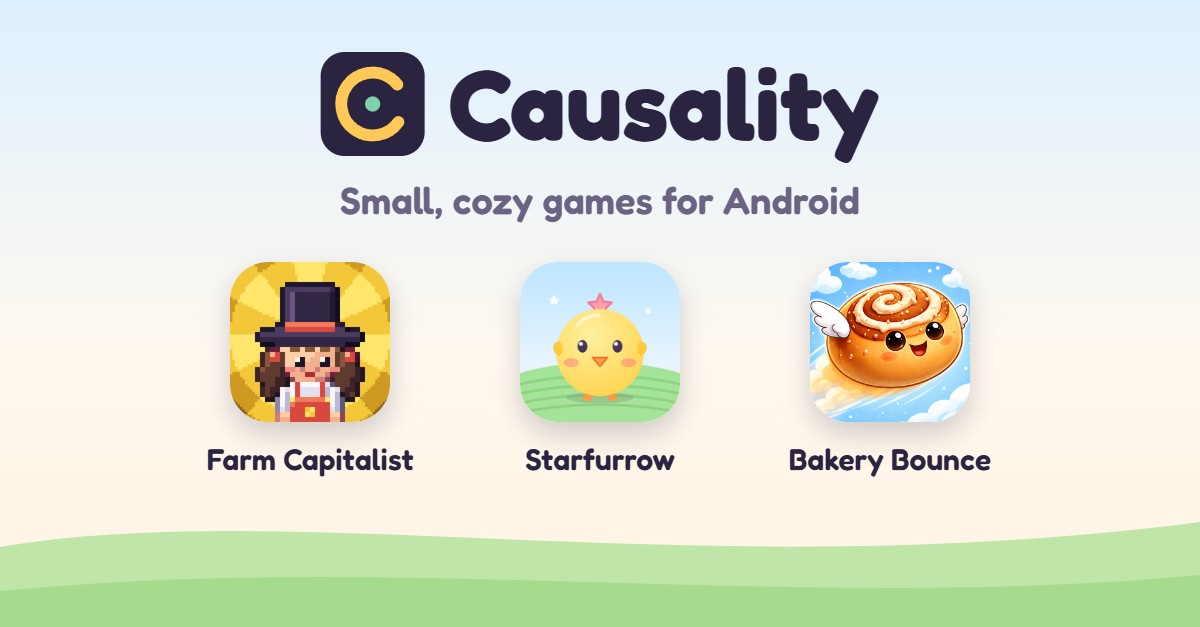 Causality
Small, cozy games for Android
Farm Capitalist
Starfurrow
Bakery Bounce